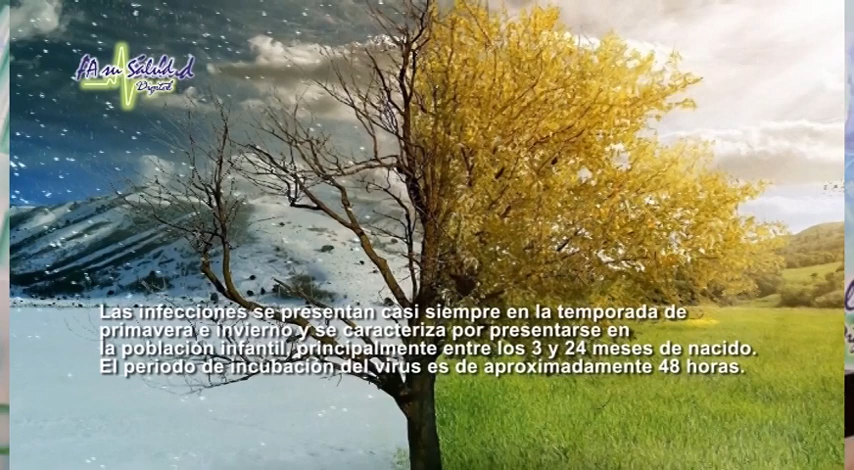 A su Salud.d
Digital
Las infecciones se presentan casi siempre en la temporada de
primavera e invierno y se caracteriza por presentarse en
la población infantil, principalmente entre los 3 y 24 meses de nacido.
El periodo de incubación del virus es de aproximadamente 48 horas.